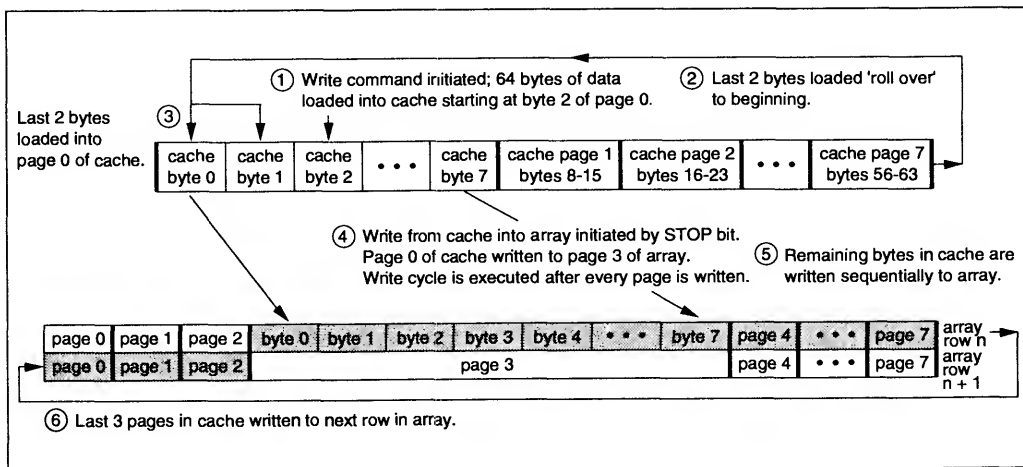 ① Write command initiated; 64 bytes of data
loaded into cache starting at byte 2 of page 0.
② Last 2 bytes loaded 'roll over'
to beginning.
Last 2 bytes
loaded into
page 0 of cache.
③
cache byte 0 cache byte 1 cache byte 2 • • • cache byte 7 cache page 1 bytes 8-15 cache page 2 bytes 16-23 • • • cache page 7 bytes 56-63
④ Write from cache into array initiated by STOP bit.
Page 0 of cache written to page 3 of array.
Write cycle is executed after every page is written.
⑤ Remaining bytes in cache are
written sequentially to array.
page 0 page 1 page 2 byte 0 byte 1 byte 2 byte 3 byte 4 • • • byte 7 page 4 • • • page 7 array row n
page 0 page 1 page 2 page 3 page 4 • • • page 7 array row n + 1
⑥ Last 3 pages in cache written to next row in array.